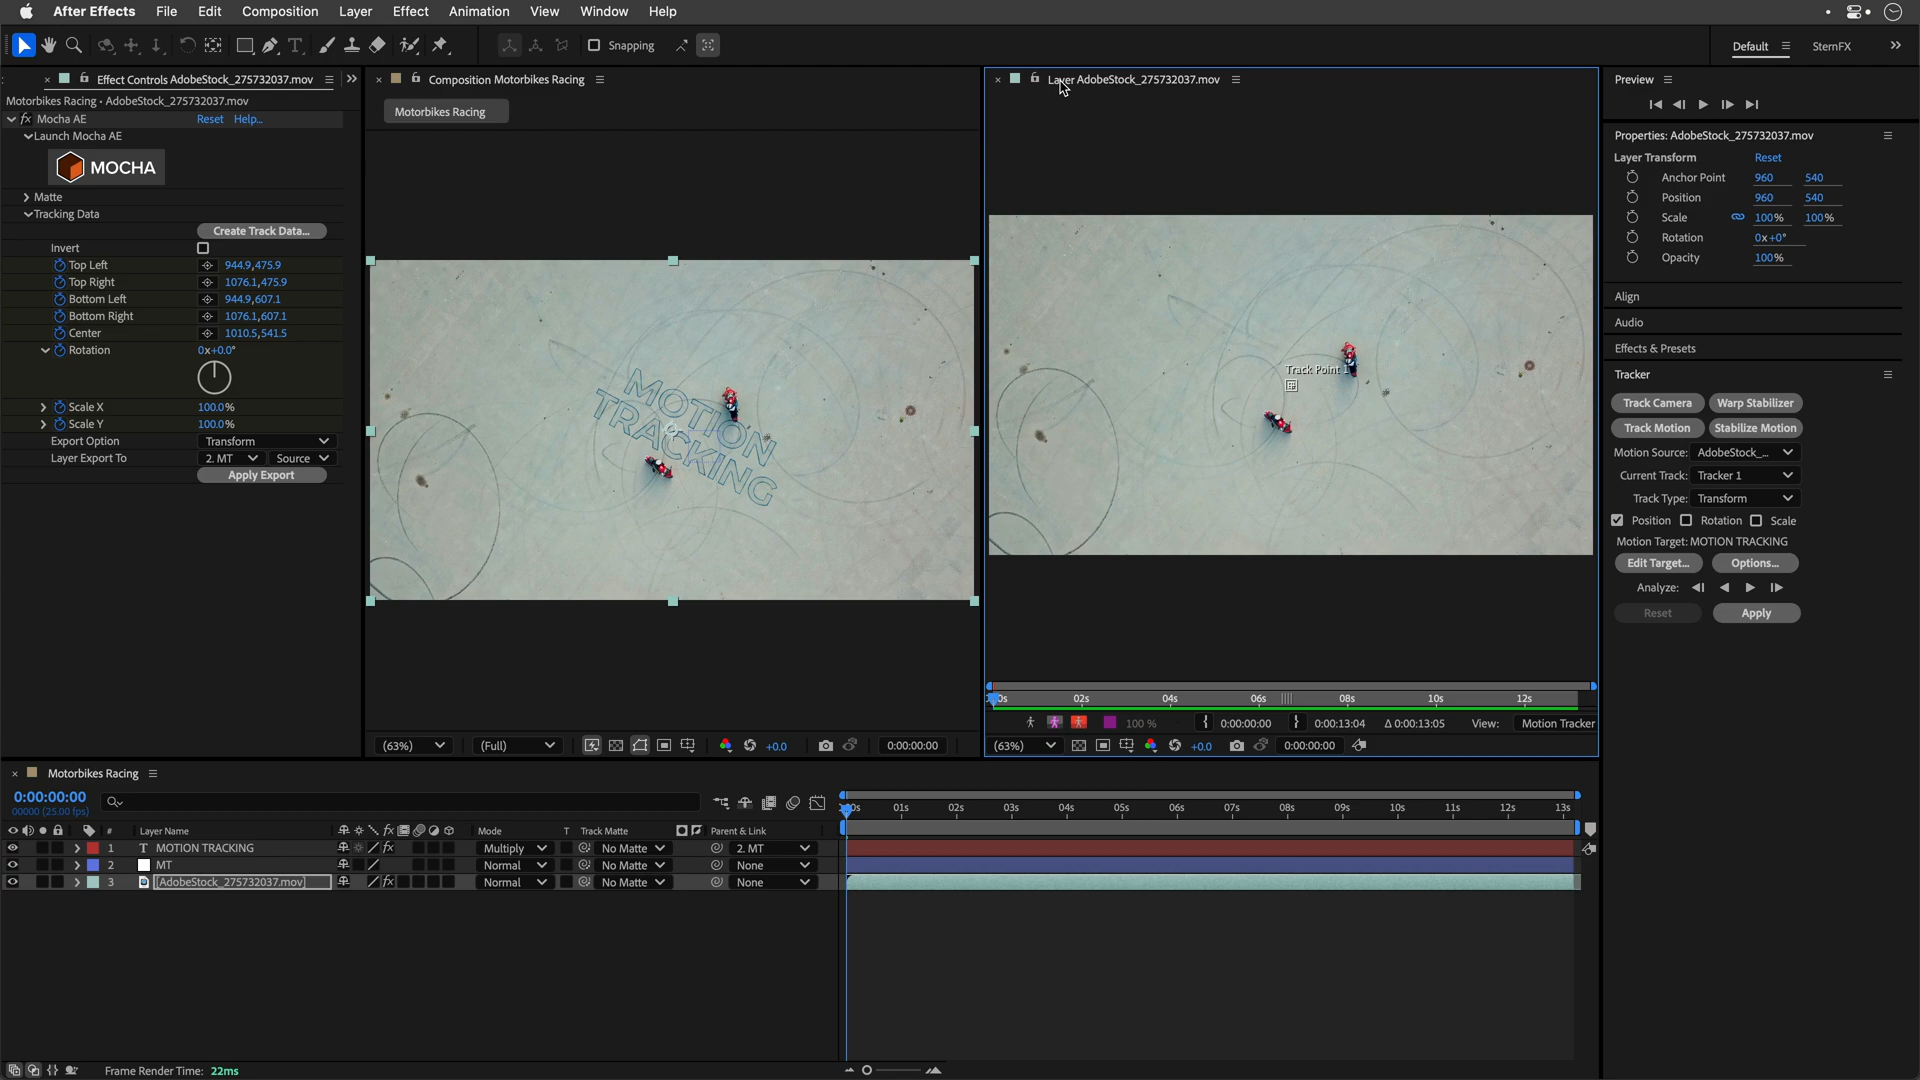 After Effects File Edit Composition Layer Effect Animation View Window Help
Snapping
Default SternFX
Effect Controls AdobeStock_275732037.mov
Motorbikes Racing • AdobeStock_275732037.mov
fx Mocha AE Reset Help...
Launch Mocha AE
MOCHA
Matte
Tracking Data
Create Track Data...
Invert
Top Left 944.9,475.9
Top Right 1076.1,475.9
Bottom Left 944.9,607.1
Bottom Right 1076.1,607.1
Center 1010.5,541.5
Rotation 0x+0.0°
Scale X 100.0%
Scale Y 100.0%
Export Option Transform
Layer Export To 2. MT Source
Apply Export
Composition Motorbikes Racing
Motorbikes Racing
MOTION
TRACKING
(63%) (Full) +0.0 0:00:00:00
Layer AdobeStock_275732037.mov
Track Point 1
02s 04s 06s 08s 10s 12s
100 % 0:00:00:00 0:00:13:04 Δ 0:00:13:05 View: Motion Tracker
(63%) +0.0 0:00:00:00
Preview
Properties: AdobeStock_275732037.mov
Layer Transform Reset
Anchor Point 960 540
Position 960 540
Scale 100% 100%
Rotation 0x+0°
Opacity 100%
Align
Audio
Effects & Presets
Tracker
Track Camera Warp Stabilizer
Track Motion Stabilize Motion
Motion Source: AdobeStock_...
Current Track: Tracker 1
Track Type: Transform
Position Rotation Scale
Motion Target: MOTION TRACKING
Edit Target... Options...
Analyze:
Reset Apply
Motorbikes Racing
0:00:00:00
00000 (25.00 fps)
01s 02s 03s 04s 05s 06s 07s 08s 09s 10s 11s 12s 13s
# Layer Name fx Mode T Track Matte Parent & Link
1 T MOTION TRACKING fx Multiply No Matte 2. MT
2 MT Normal No Matte None
3 [AdobeStock_275732037.mov] fx Normal No Matte None
Frame Render Time: 22ms